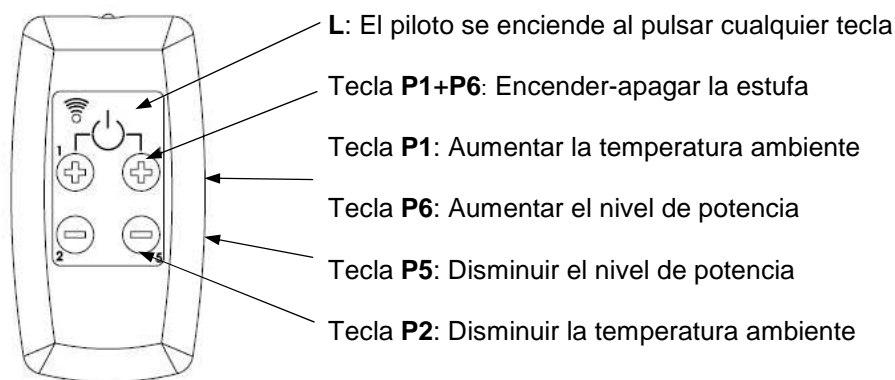 L: El piloto se enciende al pulsar cualquier tecla
Tecla P1+P6: Encender-apagar la estufa
Tecla P1: Aumentar la temperatura ambiente
Tecla P6: Aumentar el nivel de potencia
Tecla P5: Disminuir el nivel de potencia
Tecla P2: Disminuir la temperatura ambiente
1
2
5